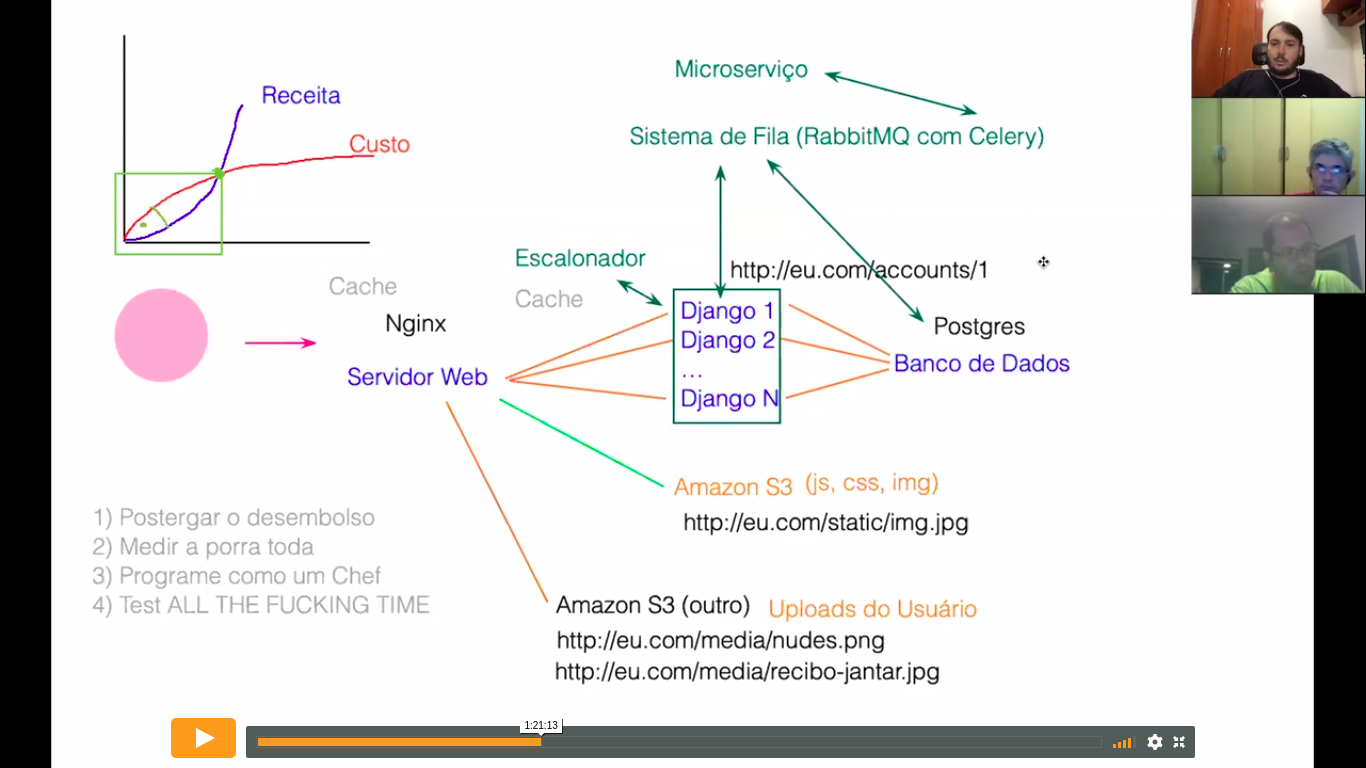 Receita
Custo
Microserviço
Sistema de Fila (RabbitMQ com Celery)
Escalonador
Cache
http://eu.com/accounts/1
Cache
Nginx
Servidor Web
Django 1
Django 2
...
Django N
Postgres
Banco de Dados
Amazon S3 (js, css, img)
http://eu.com/static/img.jpg
1) Postergar o desembolso
2) Medir a porra toda
3) Programe como um Chef
4) Test ALL THE FUCKING TIME
Amazon S3 (outro) Uploads do Usuário
http://eu.com/media/nudes.png
http://eu.com/media/recibo-jantar.jpg
1:21:13